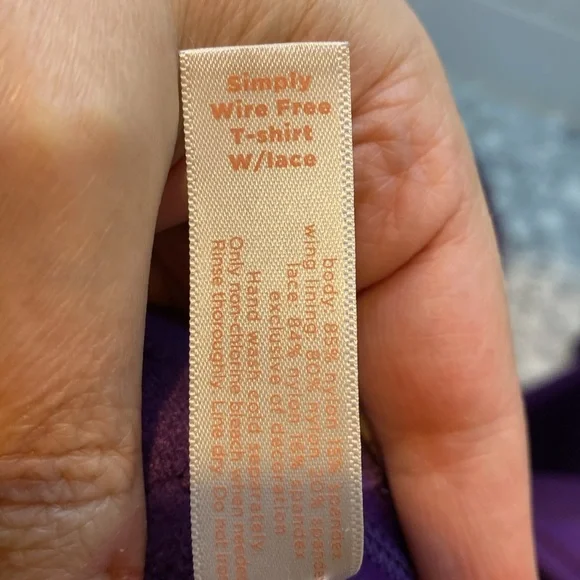 Simply
Wire Free
T-shirt
W/lace
body: 85% nylon 15% spandex
wing lining: 80% nylon 20% spandex
lace: 84% nylon 16% spandex
exclusive of decoration
Hand wash cold separately
Only non-chlorine bleach when needed
Rinse thoroughly. Line dry. Do not iron